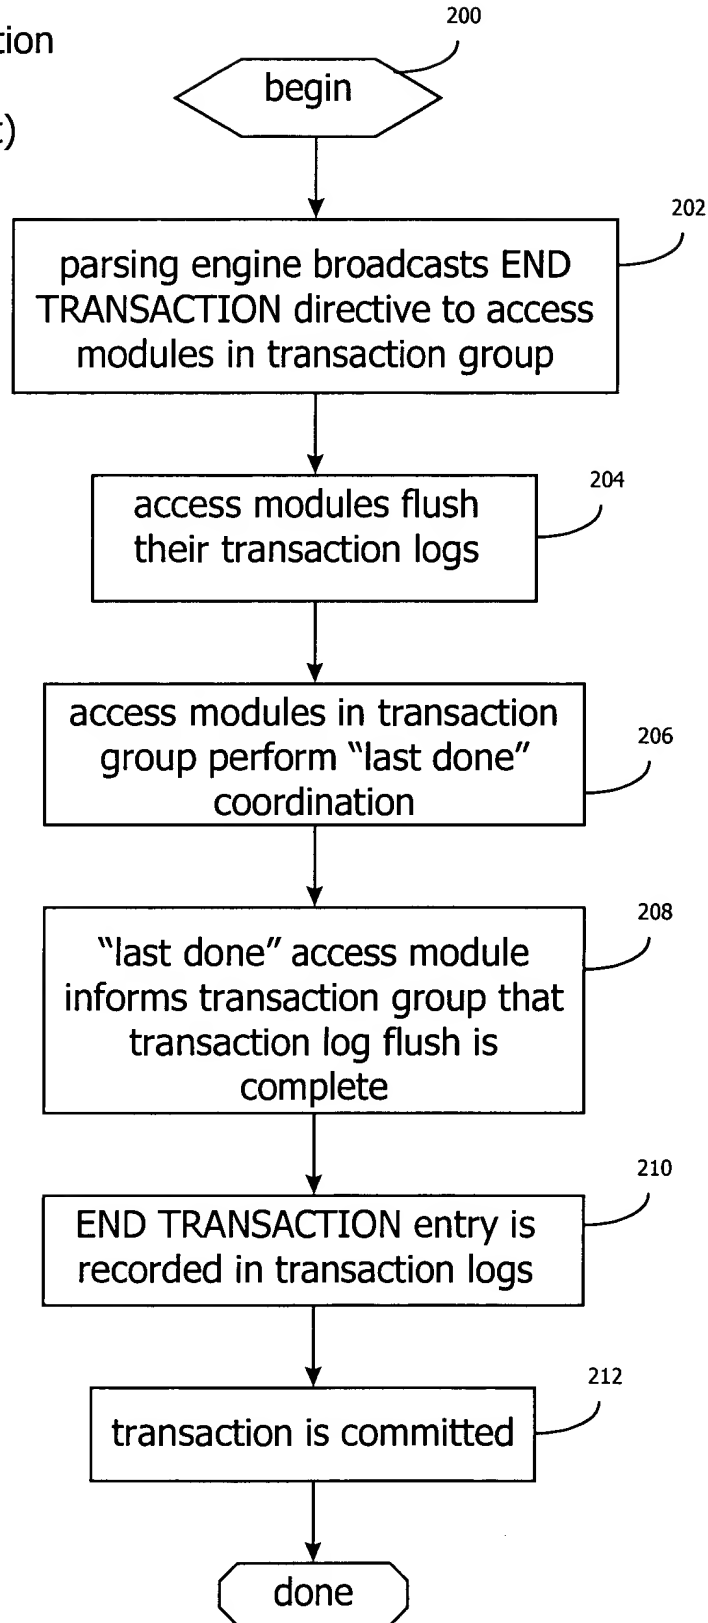 200
begin
202
parsing engine broadcasts END
TRANSACTION directive to access
modules in transaction group
204
access modules flush
their transaction logs
access modules in transaction
206
group perform “last done”
coordination
208
“last done” access module
informs transaction group that
transaction log flush is
complete
210
END TRANSACTION entry is
recorded in transaction logs
212
transaction is committed
done